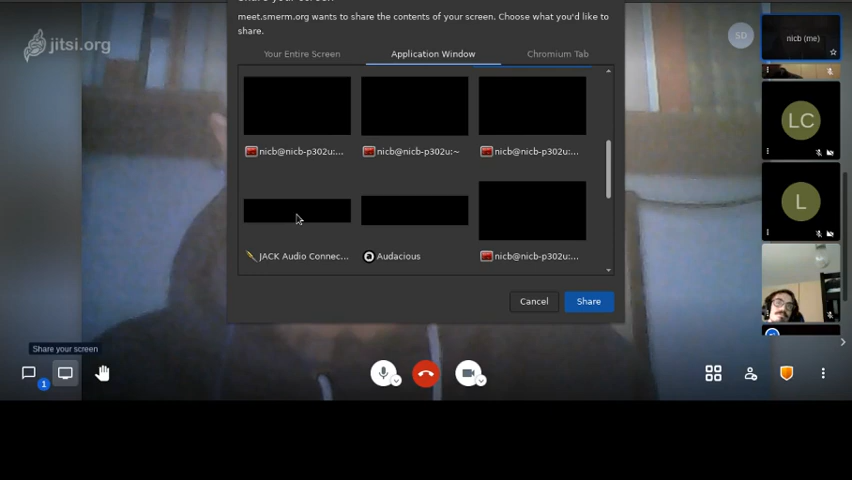 meet.smerm.org wants to share the contents of your screen. Choose what you'd like to
share.
jitsi.org
SD
nicb (me)
Your Entire Screen
Application Window
Chromium Tab
LC
nicb@nicb-p302u:...
nicb@nicb-p302u:~
nicb@nicb-p302u:...
L
JACK Audio Connec...
Audacious
nicb@nicb-p302u:...
Cancel
Share
Share your screen
1